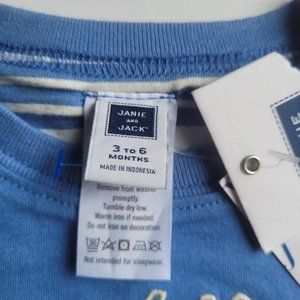 JANIE
AND
JACK®
3 TO 6
MONTHS
MADE IN INDONESIA
Remove from washer
promptly.
Tumble dry low.
Warm iron if needed.
Do not iron on decoration.
Not intended for sleepwear.